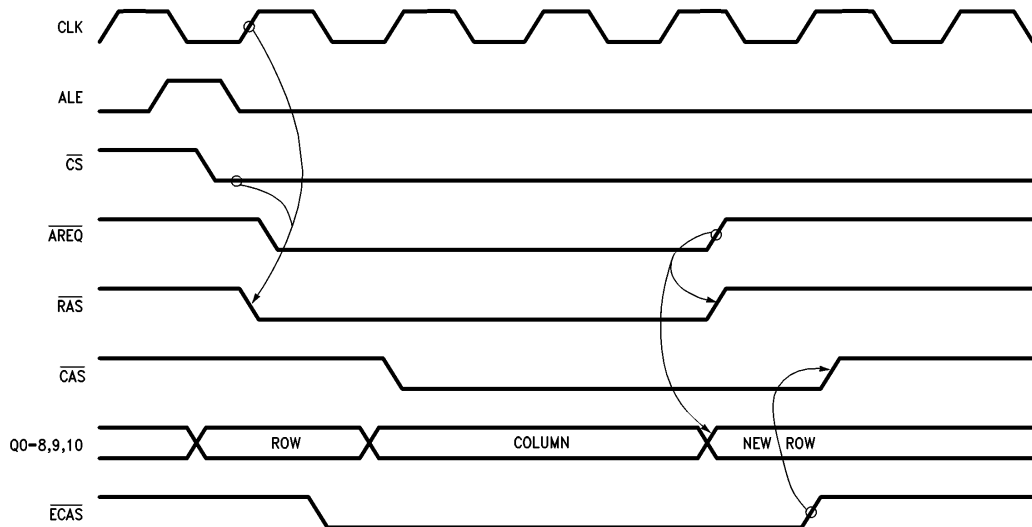 CLK
ALE
CS
AREQ
RAS
CAS
Q0-8,9,10 ROW COLUMN NEW ROW
ECAS